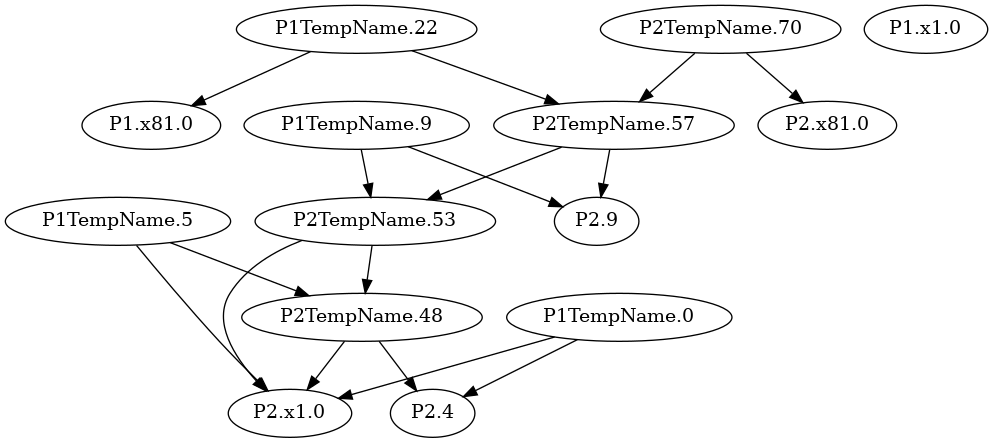 P1TempName.22
P2TempName.70
P1.x1.0
P1.x81.0
P1TempName.9
P2TempName.57
P2.x81.0
P1TempName.5
P2TempName.53
P2.9
P2TempName.48
P1TempName.0
P2.x1.0
P2.4